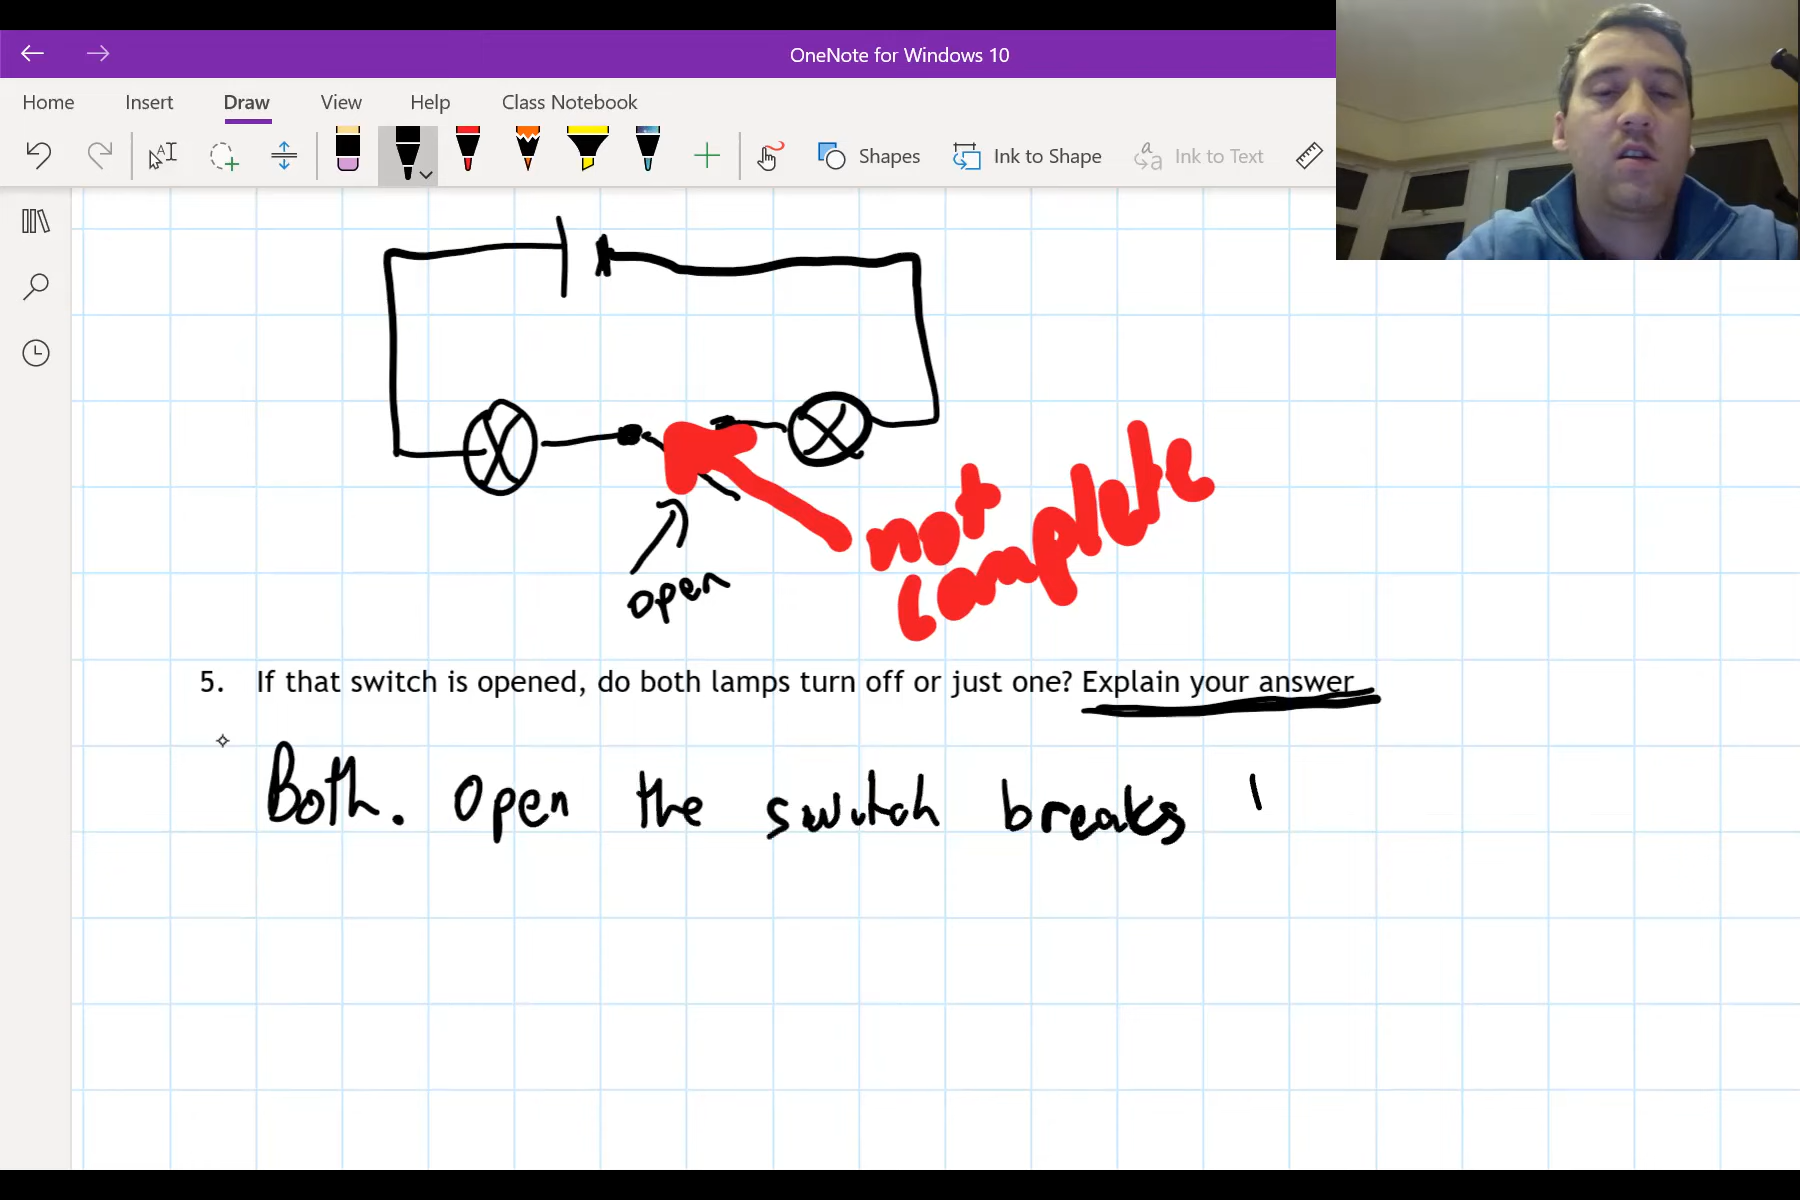 OneNote for Windows 10
Home Insert Draw View Help Class Notebook
Shapes Ink to Shape Ink to Text
open
not
complete
5. If that switch is opened, do both lamps turn off or just one? Explain your answer
Both. Open the switch breaks